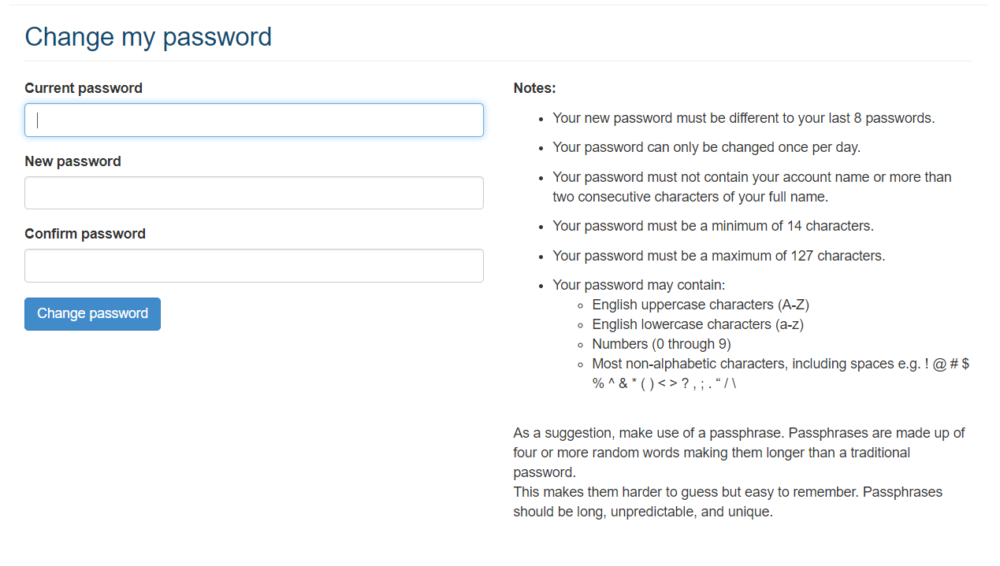 Change my password
Current password
New password
Confirm password
Change password
Notes:
Your new password must be different to your last 8 passwords.
Your password can only be changed once per day.
Your password must not contain your account name or more than
two consecutive characters of your full name.
Your password must be a minimum of 14 characters.
Your password must be a maximum of 127 characters.
Your password may contain:
English uppercase characters (A-Z)
English lowercase characters (a-z)
Numbers (0 through 9)
Most non-alphabetic characters, including spaces e.g. ! @ # $
% ^ & * ( ) < > ? , ; . “ / \
As a suggestion, make use of a passphrase. Passphrases are made up of
four or more random words making them longer than a traditional
password.
This makes them harder to guess but easy to remember. Passphrases
should be long, unpredictable, and unique.